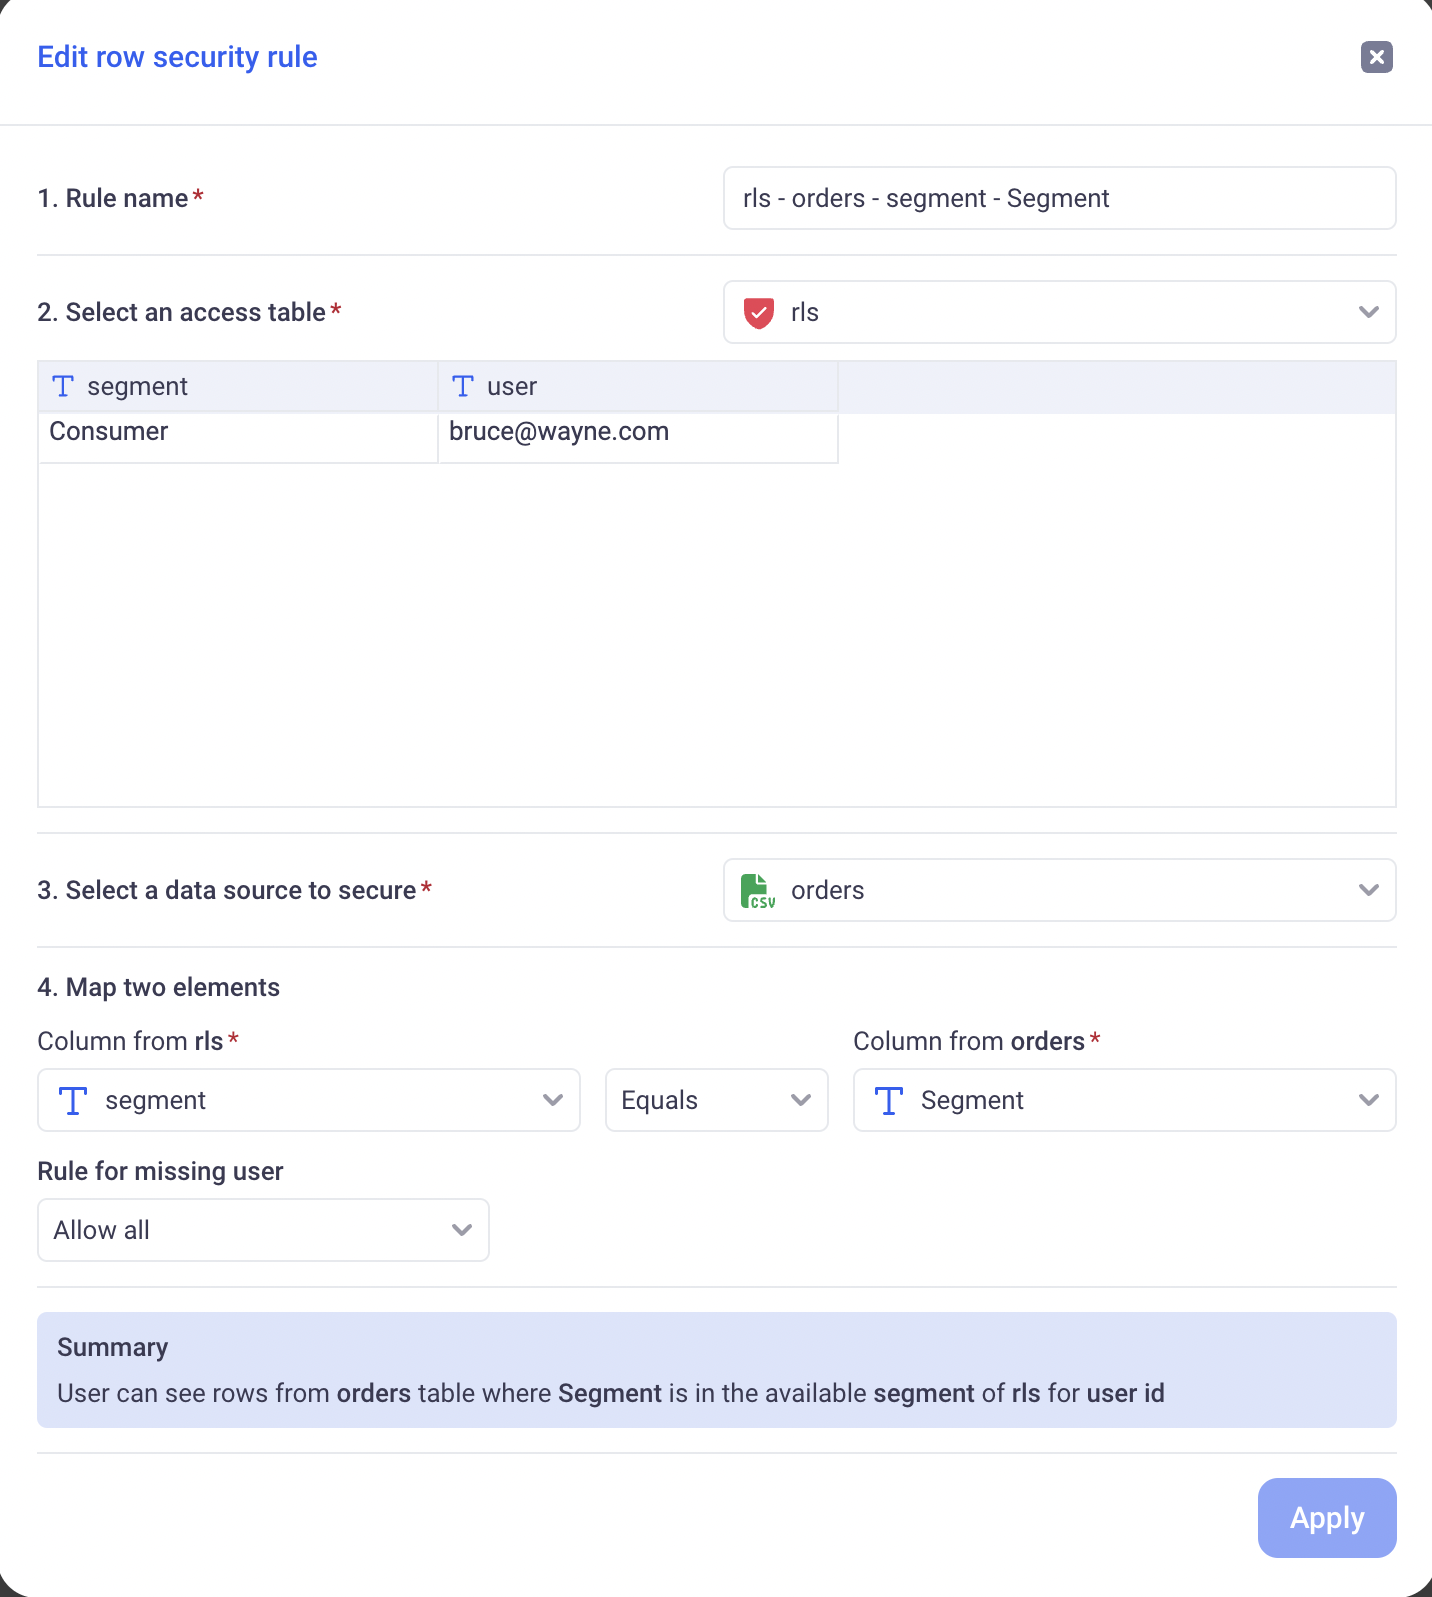 Edit row security rule
1. Rule name*
rls - orders - segment - Segment
2. Select an access table*
rls
segment
user
Consumer
bruce@wayne.com
3. Select a data source to secure*
CSV
orders
4. Map two elements
Column from rls*
Column from orders*
segment
Equals
Segment
Rule for missing user
Allow all
Summary
User can see rows from orders table where Segment is in the available segment of rls for user id
Apply